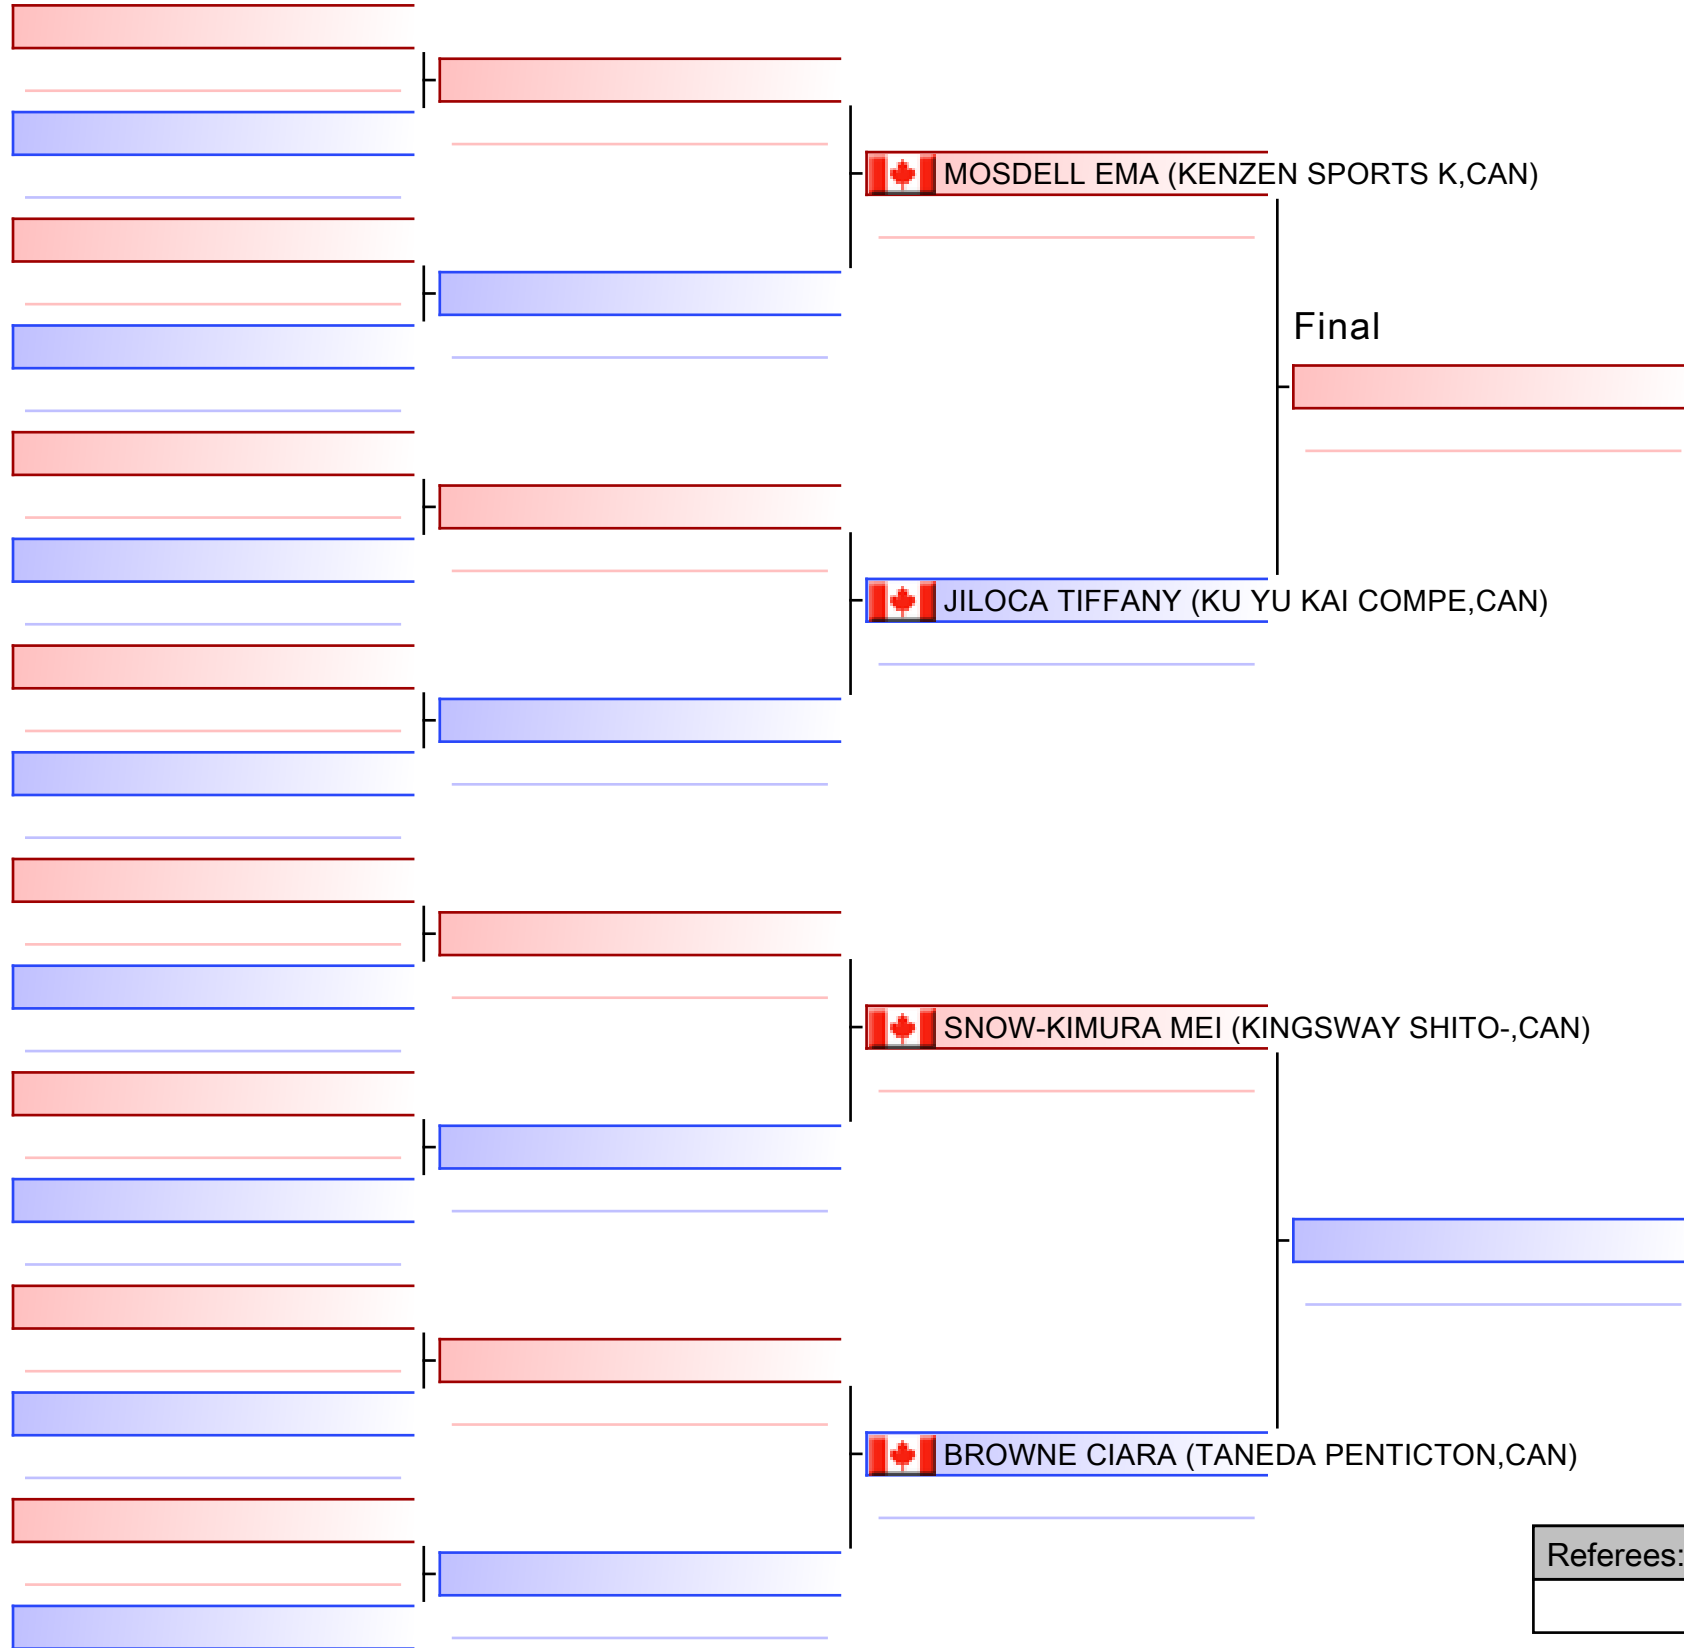 MOSDELL EMA (KENZEN SPORTS K,CAN)
Final
JILOCA TIFFANY (KU YU KAI COMPE,CAN)
SNOW-KIMURA MEI (KINGSWAY SHITO-,CAN)
BROWNE CIARA (TANEDA PENTICTON,CAN)
Referees: